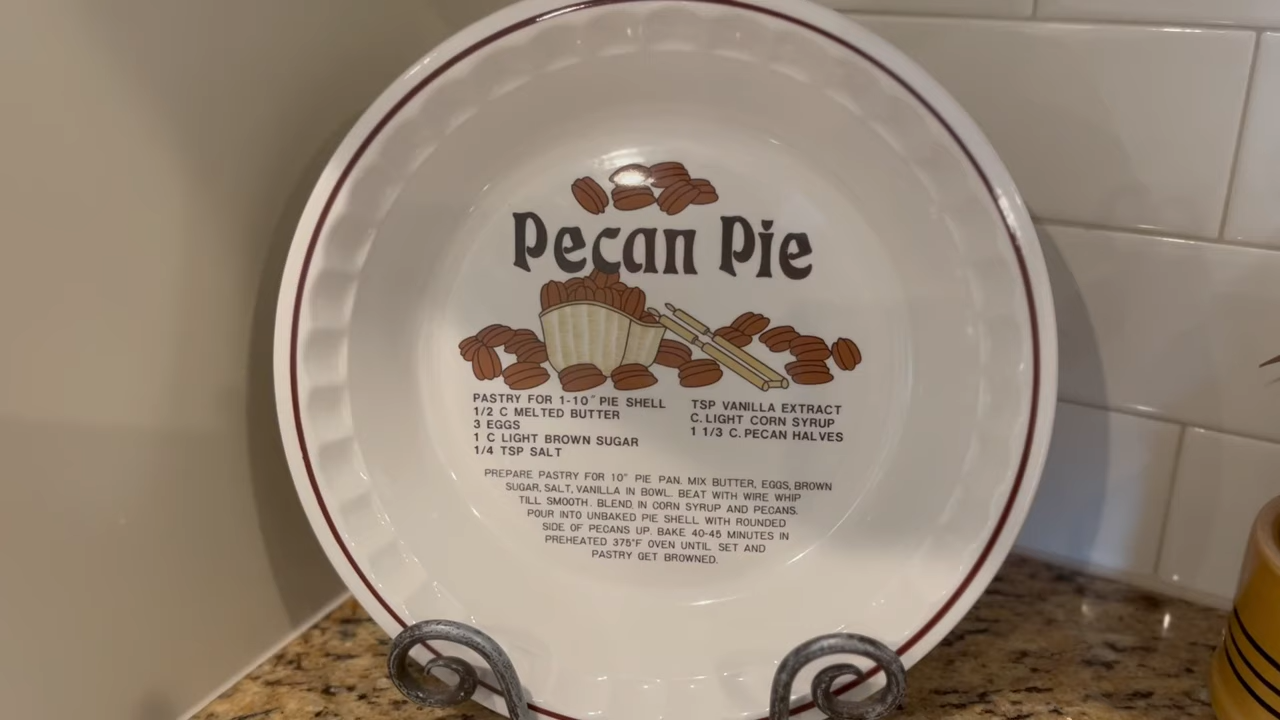 Pecan Pie
PASTRY FOR 1-10" PIE SHELL
1/2 C MELTED BUTTER
3 EGGS
1 C LIGHT BROWN SUGAR
1/4 TSP SALT
TSP VANILLA EXTRACT
C. LIGHT CORN SYRUP
1 1/3 C. PECAN HALVES
PREPARE PASTRY FOR 10" PIE PAN. MIX BUTTER, EGGS, BROWN
SUGAR, SALT, VANILLA IN BOWL. BEAT WITH WIRE WHIP
TILL SMOOTH. BLEND IN CORN SYRUP AND PECANS.
POUR INTO UNBAKED PIE SHELL WITH ROUNDED
SIDE OF PECANS UP. BAKE 40-45 MINUTES IN
PREHEATED 375°F OVEN UNTIL SET AND
PASTRY GET BROWNED.